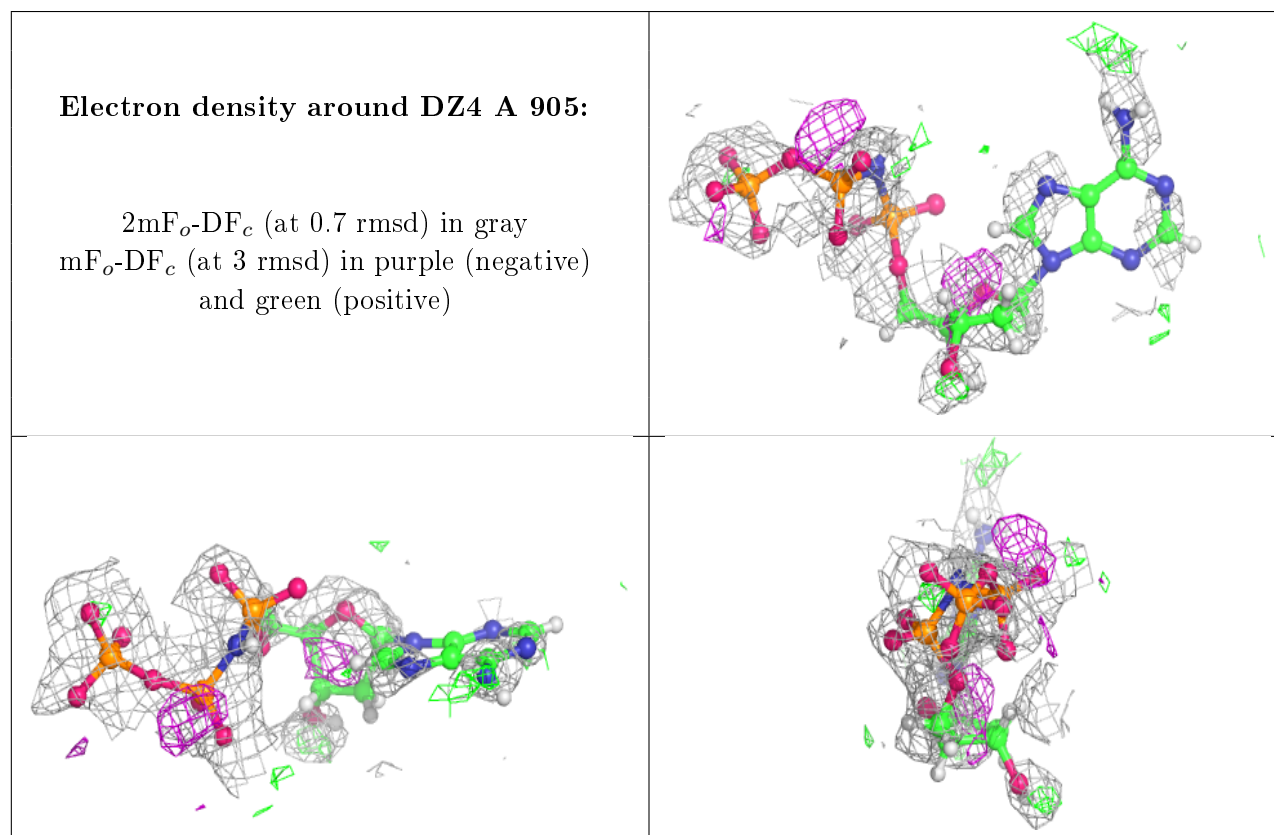 Electron density around DZ4 A 905:
2mFₒ-DF𝒸 (at 0.7 rmsd) in gray
mFₒ-DF𝒸 (at 3 rmsd) in purple (negative)
and green (positive)